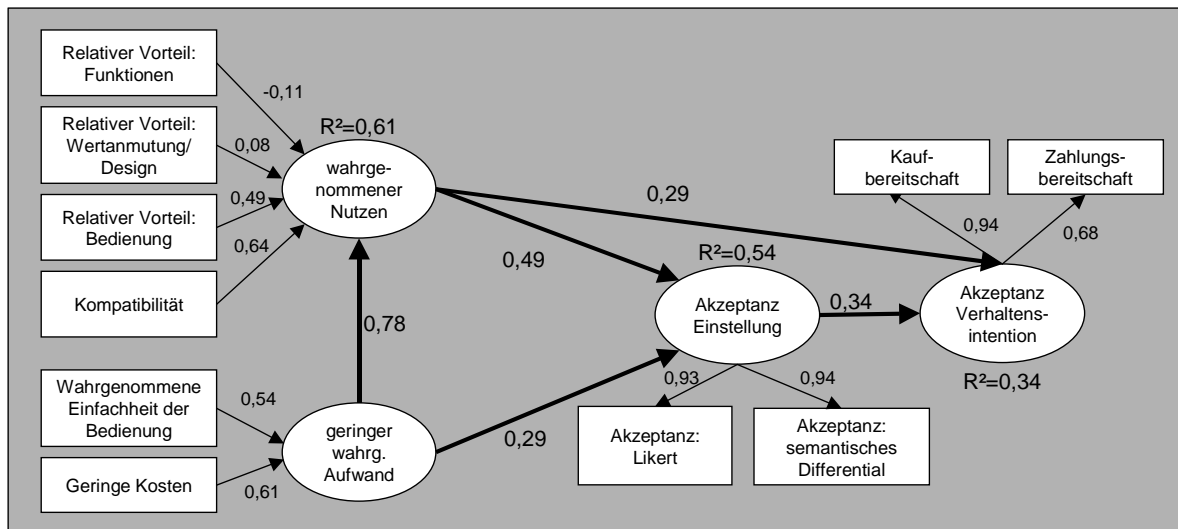 Relativer Vorteil:
Funktionen
-0,11
Relativer Vorteil:
Wertanmutung/
Design
0,08
Relativer Vorteil:
Bedienung
0,49
0,64
Kompatibilität
R²=0,61
wahrge-
nommener
Nutzen
0,78
Wahrgenommene
Einfachheit der
Bedienung
0,54
Geringe Kosten
0,61
geringer
wahrg.
Aufwand
0,29
0,49
0,29
R²=0,54
Akzeptanz
Einstellung
0,93
0,94
Akzeptanz:
Likert
Akzeptanz:
semantisches
Differential
0,34
Kauf-
bereitschaft
Zahlungs-
bereitschaft
0,94
0,68
Akzeptanz
Verhaltens-
intention
R²=0,34